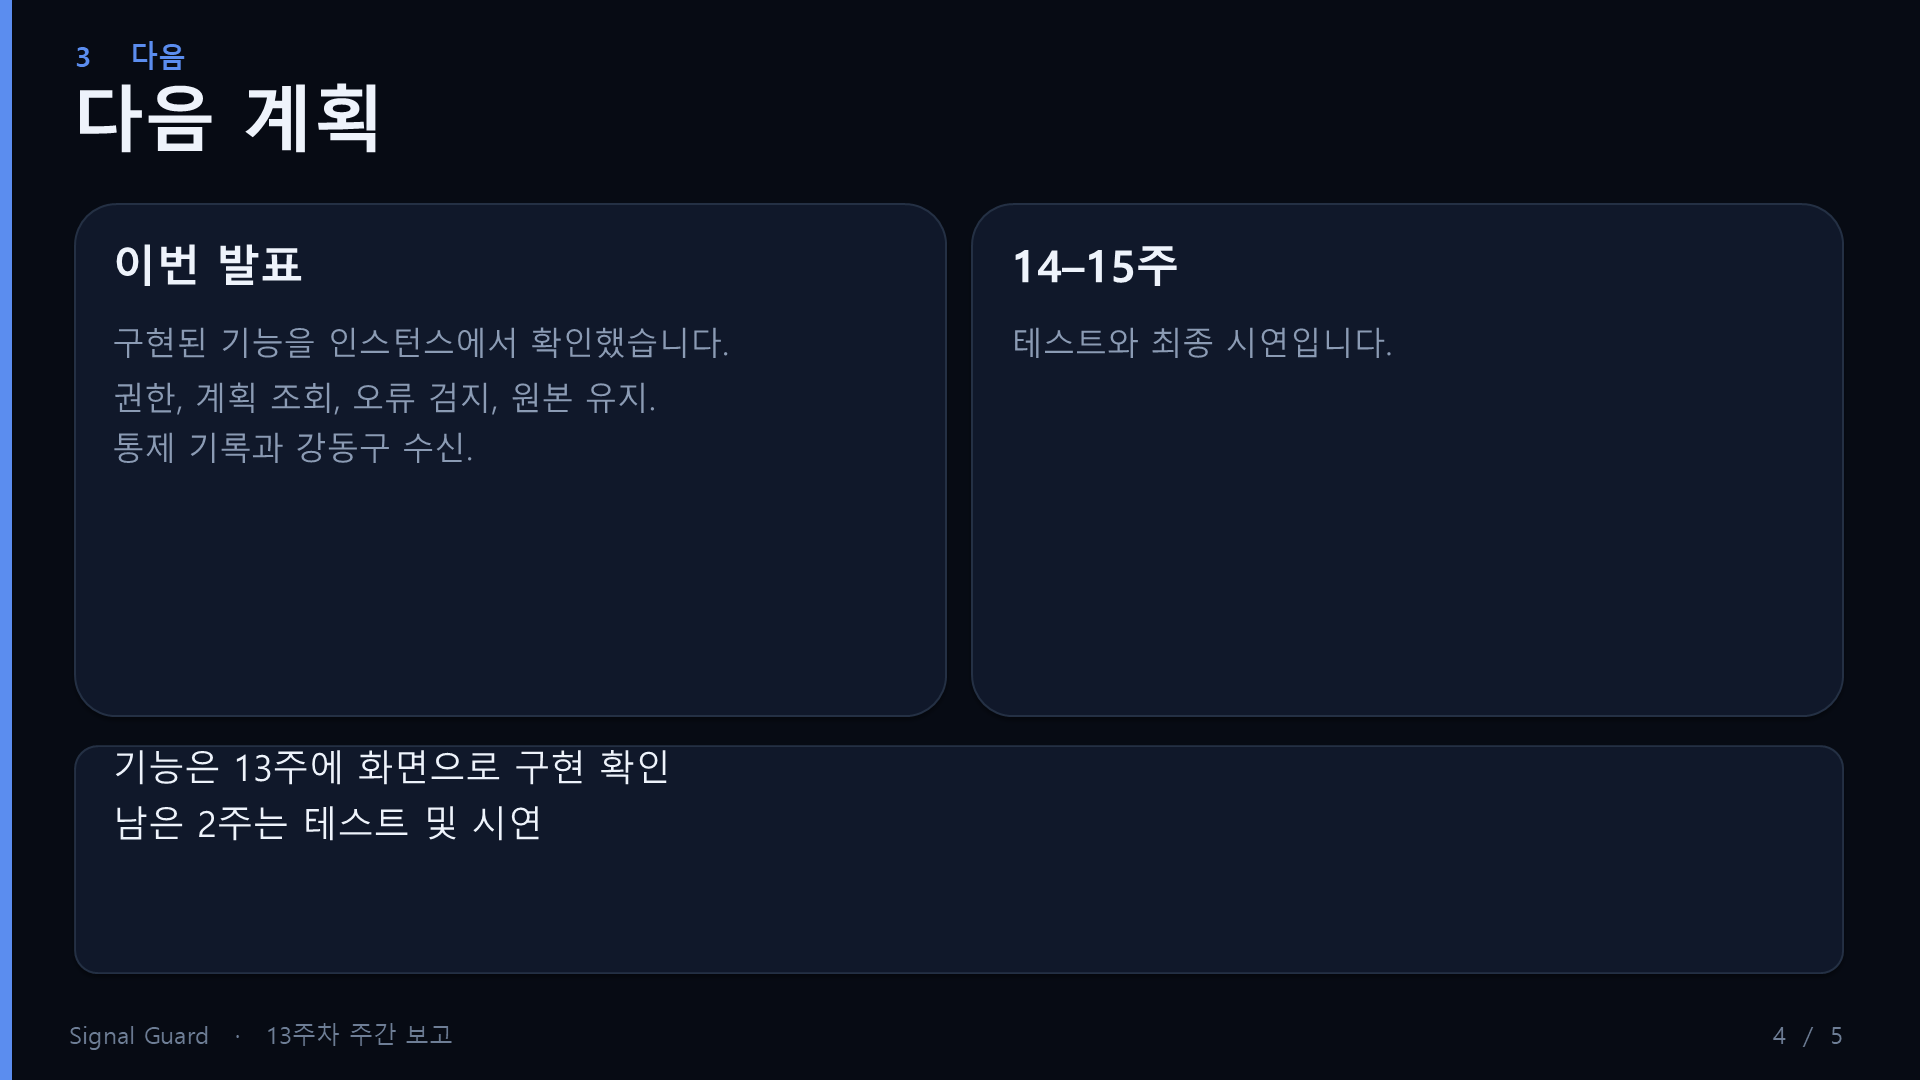 3 다음
다음 계획
이번 발표
구현된 기능을 인스턴스에서 확인했습니다.
권한, 계획 조회, 오류 검지, 원본 유지.
통제 기록과 강동구 수신.
14–15주
테스트와 최종 시연입니다.
기능은 13주에 화면으로 구현 확인
남은 2주는 테스트 및 시연
Signal Guard · 13주차 주간 보고
4 / 5